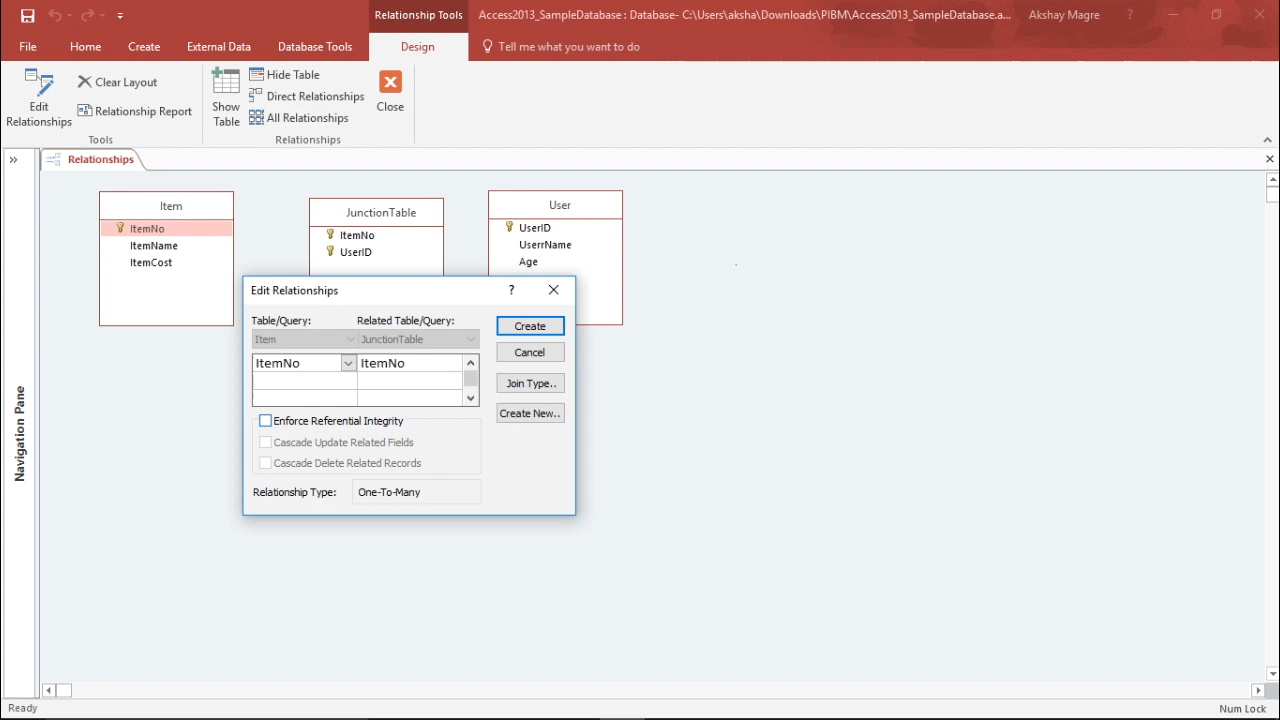 Relationship Tools
Access2013_SampleDatabase : Database- C:\Users\aksha\Downloads\PIBM\Access2013_SampleDatabase.a...
Akshay Magre
?
File
Home
Create
External Data
Database Tools
Design
Tell me what you want to do
Edit Relationships
Clear Layout
Relationship Report
Tools
Show Table
Hide Table
Direct Relationships
All Relationships
Relationships
Close
Relationships
Navigation Pane
Item
ItemNo
ItemName
ItemCost
JunctionTable
ItemNo
UserID
User
UserID
UserrName
Age
Edit Relationships
?
Table/Query:
Related Table/Query:
Item
JunctionTable
ItemNo
ItemNo
Enforce Referential Integrity
Cascade Update Related Fields
Cascade Delete Related Records
Relationship Type:
One-To-Many
Create
Cancel
Join Type..
Create New..
Ready
Num Lock